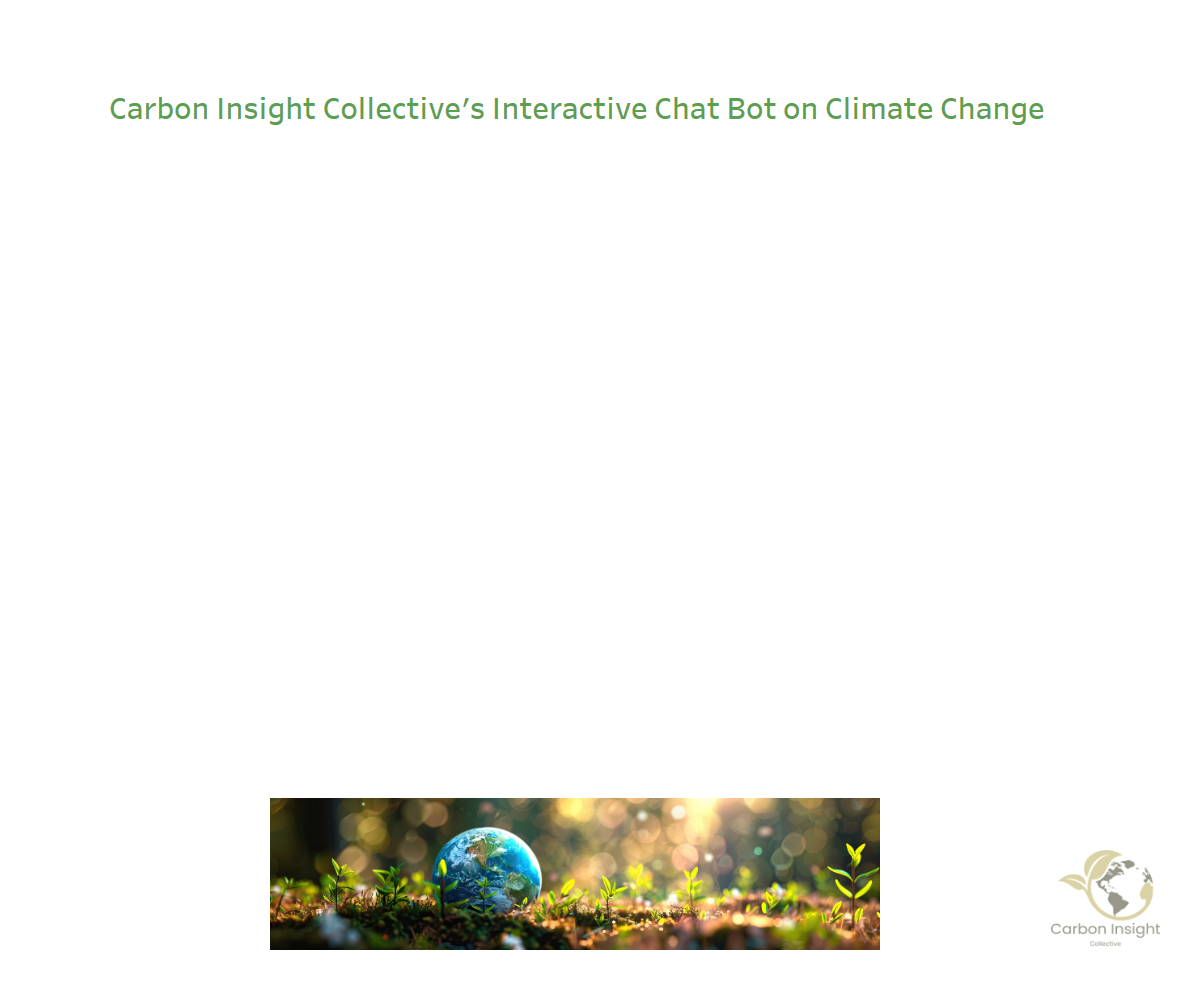 Carbon Insight Collective’s Interactive Chat Bot on Climate Change
Carbon Insight
Collective